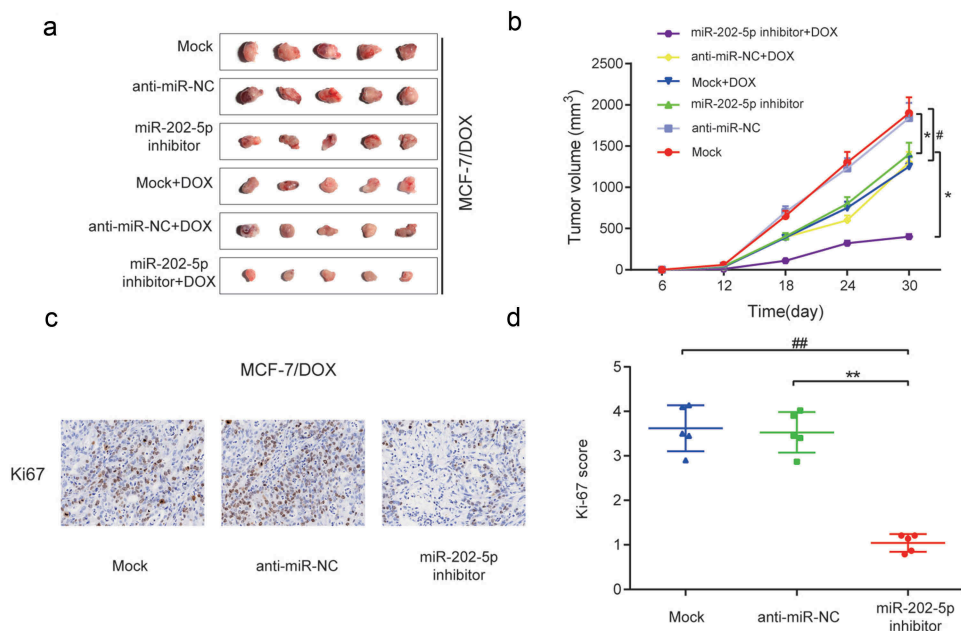 a
Mock
anti-miR-NC
miR-202-5p
inhibitor
Mock+DOX
anti-miR-NC+DOX
miR-202-5p
inhibitor+DOX
MCF-7/DOX
b
miR-202-5p inhibitor+DOX
anti-miR-NC+DOX
Mock+DOX
miR-202-5p inhibitor
anti-miR-NC
Mock
Tumor volume (mm³)
2500
2000
1500
1000
500
0
6 12 18 24 30
Time(day)
* #
*
c
MCF-7/DOX
Ki67
Mock anti-miR-NC miR-202-5p
inhibitor
d
##
**
Ki-67 score
5
4
3
2
1
0
Mock anti-miR-NC miR-202-5p
inhibitor